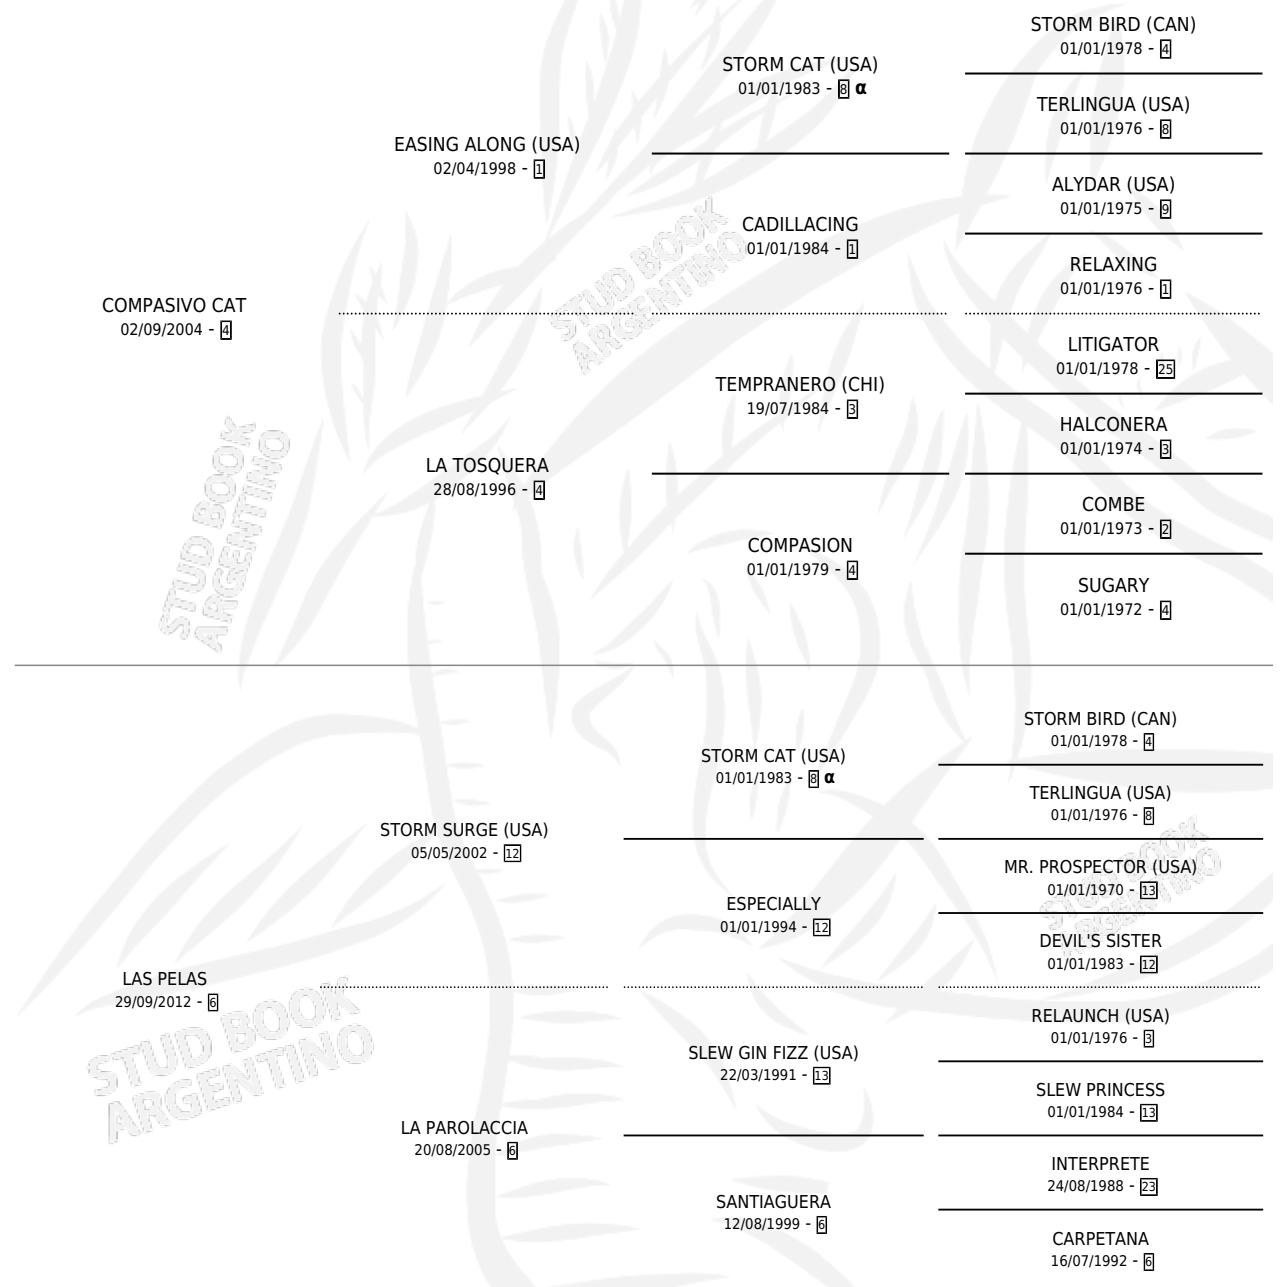 STORM BIRD (CAN)
01/01/1978 - 4
STORM CAT (USA)
01/01/1983 - 8 α
TERLINGUA (USA)
01/01/1976 - 8
EASING ALONG (USA)
02/04/1998 - 1
ALYDAR (USA)
01/01/1975 - 9
CADILLACING
01/01/1984 - 1
RELAXING
01/01/1976 - 1
COMPASIVO CAT
02/09/2004 - 4
LITIGATOR
01/01/1978 - 25
TEMPRANERO (CHI)
19/07/1984 - 3
HALCONERA
01/01/1974 - 3
LA TOSQUERA
28/08/1996 - 4
COMBE
01/01/1973 - 2
COMPASION
01/01/1979 - 4
SUGARY
01/01/1972 - 4
STORM BIRD (CAN)
01/01/1978 - 4
STORM CAT (USA)
01/01/1983 - 8 α
TERLINGUA (USA)
01/01/1976 - 8
STORM SURGE (USA)
05/05/2002 - 12
MR. PROSPECTOR (USA)
01/01/1970 - 13
ESPECIALLY
01/01/1994 - 12
DEVIL'S SISTER
01/01/1983 - 12
LAS PELAS
29/09/2012 - 6
RELAUNCH (USA)
01/01/1976 - 3
SLEW GIN FIZZ (USA)
22/03/1991 - 13
SLEW PRINCESS
01/01/1984 - 13
LA PAROLACCIA
20/08/2005 - 6
INTERPRETE
24/08/1988 - 23
SANTIAGUERA
12/08/1999 - 6
CARPETANA
16/07/1992 - 6
STUD BOOK
ARGENTINO
STUD BOOK
ARGENTINO
STUD BOOK
ARGENTINO
STUD BOOK
ARGENTINO